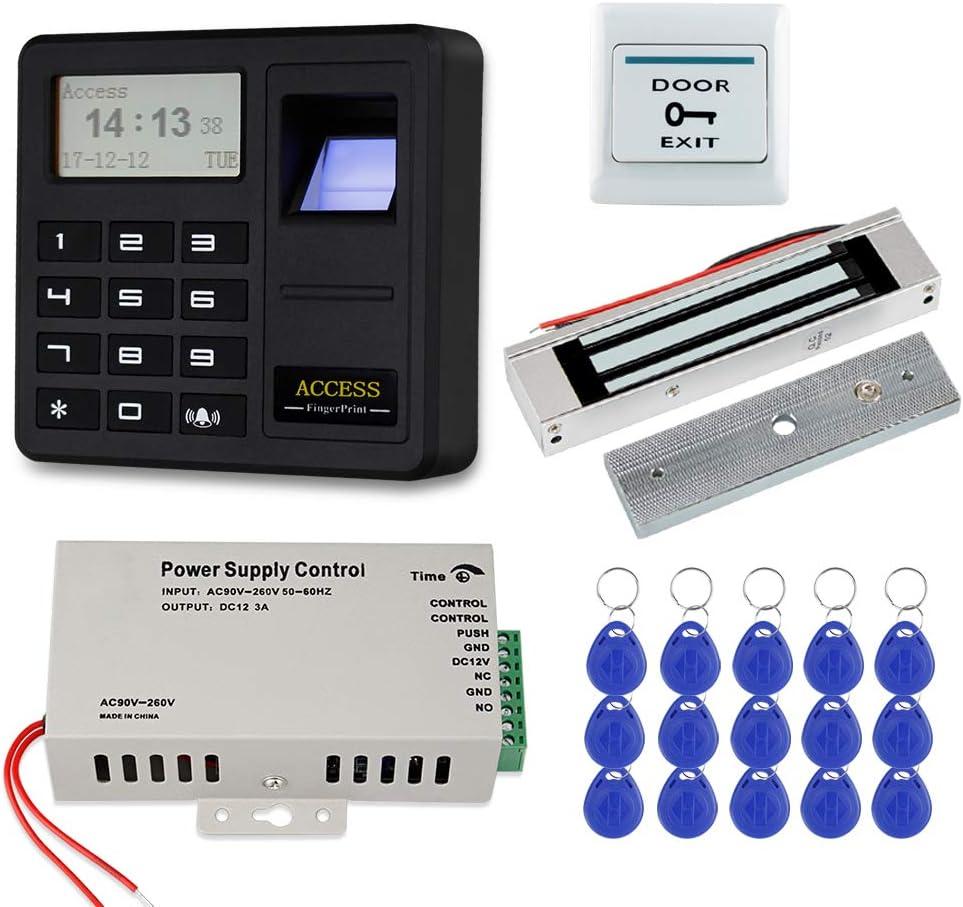 Access
14:13 38
17-12-12 TUE
1 2 3
4 5 6
7 8 9
* 0
ACCESS
FingerPrint
DOOR
EXIT
Q.C.
Passed
02
Power Supply Control
INPUT: AC90V-260V 50-60HZ
OUTPUT: DC12 3A
Time
CONTROL
CONTROL
PUSH
GND
DC12V
NC
GND
NO
AC90V-260V
MADE IN CHINA